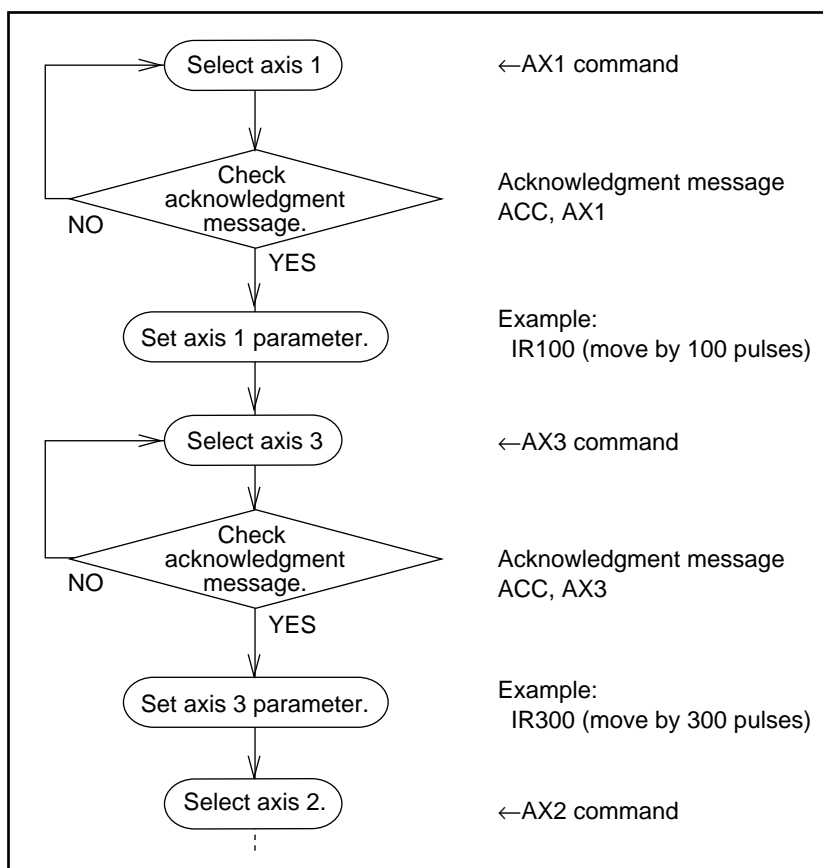 Select axis 1
←AX1 command
Check
acknowledgment
message.
NO
YES
Acknowledgment message
ACC, AX1
Set axis 1 parameter.
Example:
IR100 (move by 100 pulses)
Select axis 3
←AX3 command
Check
acknowledgment
message.
NO
YES
Acknowledgment message
ACC, AX3
Set axis 3 parameter.
Example:
IR300 (move by 300 pulses)
Select axis 2.
←AX2 command